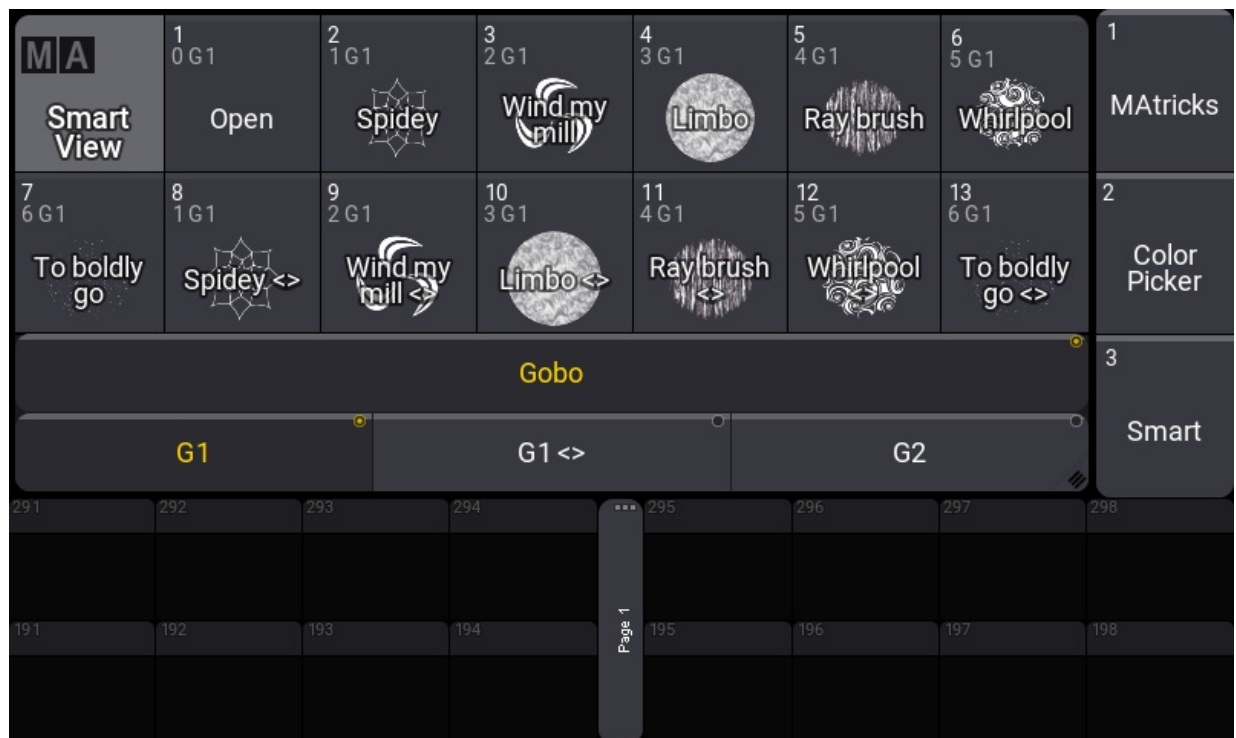 MA
Smart
View
1
0 G1
Open
2
1 G1
Spidey
3
2 G1
Wind my
mill
4
3 G1
Limbo
5
4 G1
Ray brush
6
5 G1
Whirlpool
1
MAtricks
7
6 G1
To boldly
go
8
1 G1
Spidey <>
9
2 G1
Wind my
mill <>
10
3 G1
Limbo <>
11
4 G1
Ray brush
<>
12
5 G1
Whirlpool
<>
13
6 G1
To boldly
go <>
2
Color
Picker
Gobo
3
Smart
G1
G1 <>
G2
291
292
293
294
295
296
297
298
Page 1
191
192
193
194
195
196
197
198